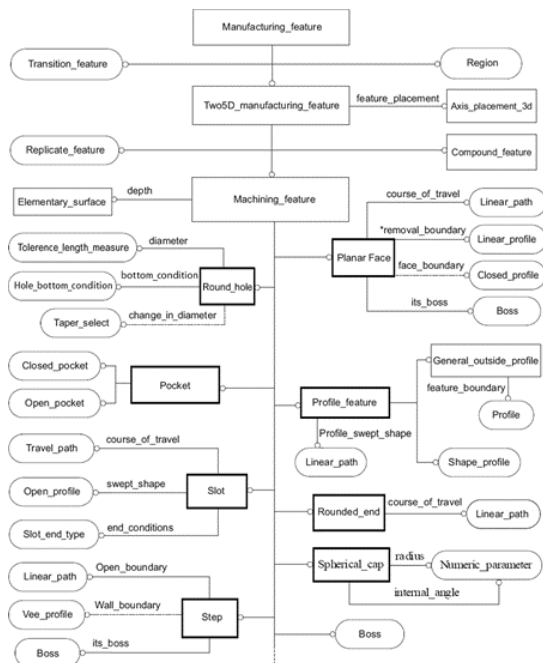 Manufacturing_feature
Transition_feature
Region
Two5D_manufacturing_feature
feature_placement
Axis_placement_3d
Replicate_feature
Compound_feature
Machining_feature
Elementary_surface
depth
course_of_travel
Linear_path
Tolerence_length_measure
diameter
*removal_boundary
Linear_profile
Planar Face
Hole_bottom_condition
bottom_condition
Round_hole
face_boundary
Closed_profile
Taper_select
change_in_diameter
its_boss
Boss
Closed_pocket
Pocket
Open_pocket
General_outside_profile
feature_boundary
Profile_feature
Profile
Profile_swept_shape
Linear_path
Shape_profile
Travel_path
course_of_travel
Open_profile
swept_shape
Slot
Slot_end_type
end_conditions
Rounded_end
course_of_travel
Linear_path
Linear_path
Open_boundary
Spherical_cap
radius
Numeric_parameter
internal_angle
Vee_profile
Wall_boundary
Step
Boss
its_boss
Boss